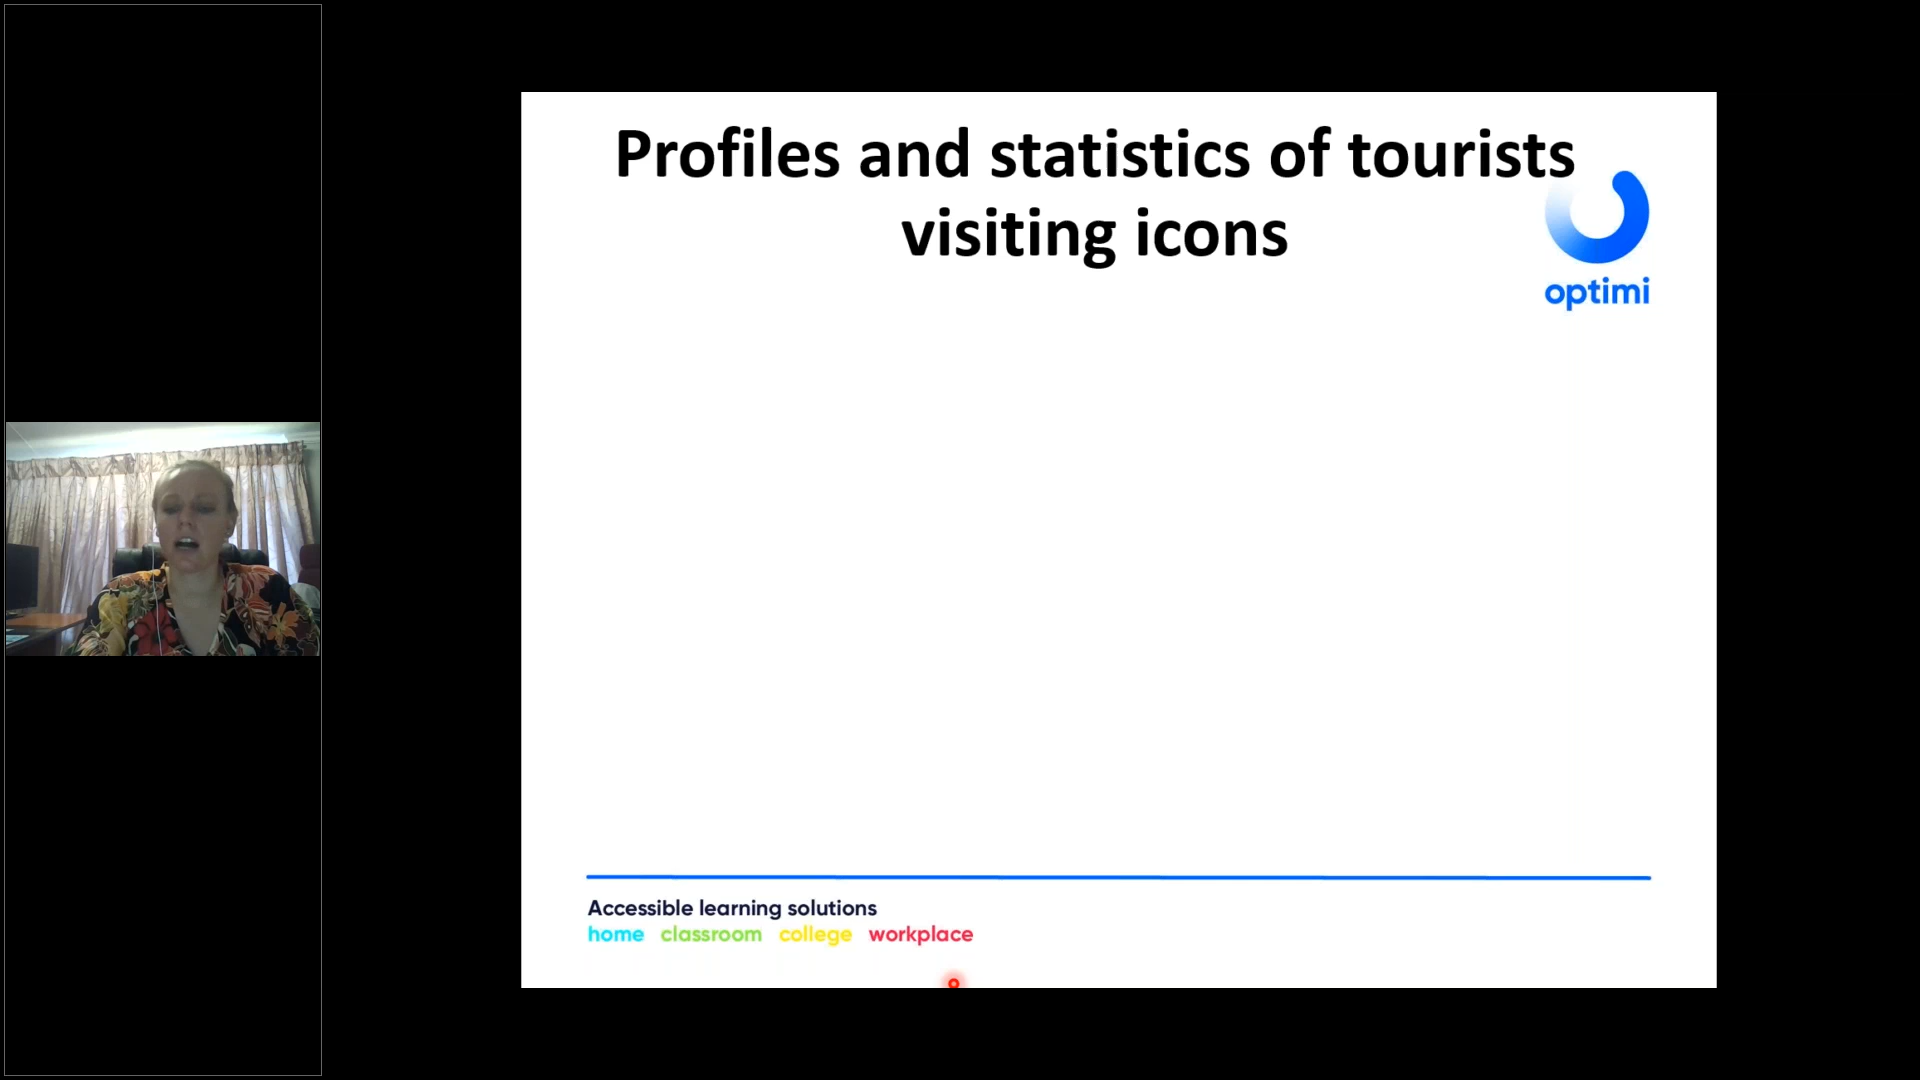 Profiles and statistics of tourists
visiting icons
optimi
Accessible learning solutions
home classroom college workplace